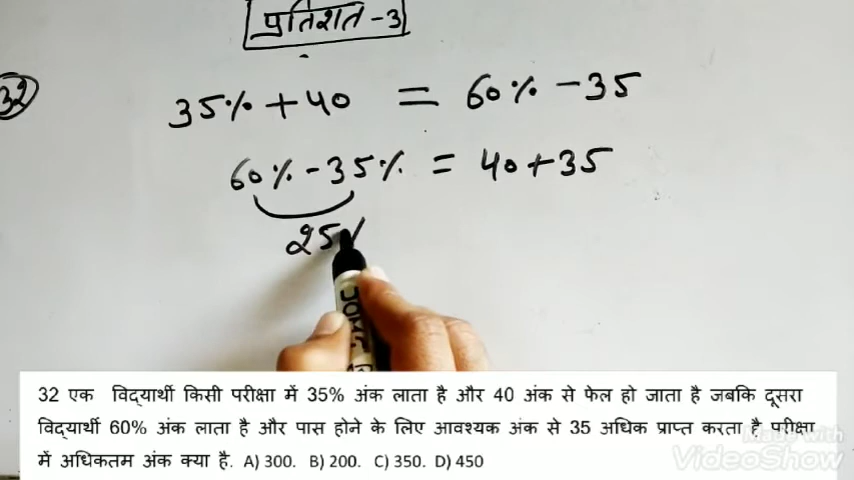 प्रतिशत-3
32
35% + 40 = 60% - 35
60% - 35% = 40 + 35
25%
32 एक विद्यार्थी किसी परीक्षा में 35% अंक लाता है और 40 अंक से फेल हो जाता है जबकि दूसरा
विद्यार्थी 60% अंक लाता है और पास होने के लिए आवश्यक अंक से 35 अधिक प्राप्त करता है परीक्षा
में अधिकतम अंक क्या है. A) 300. B) 200. C) 350. D) 450
Made with
VideoShow